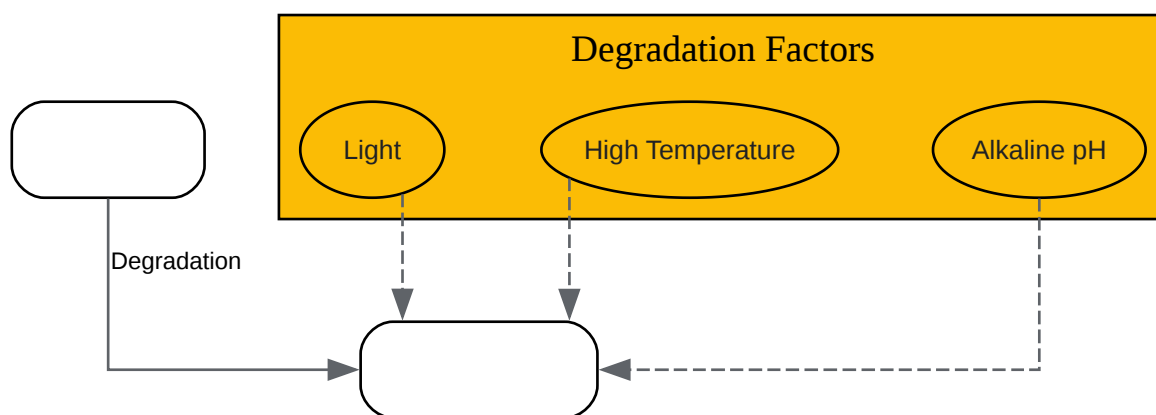 Degradation Factors
Light
High Temperature
Alkaline pH
Degradation